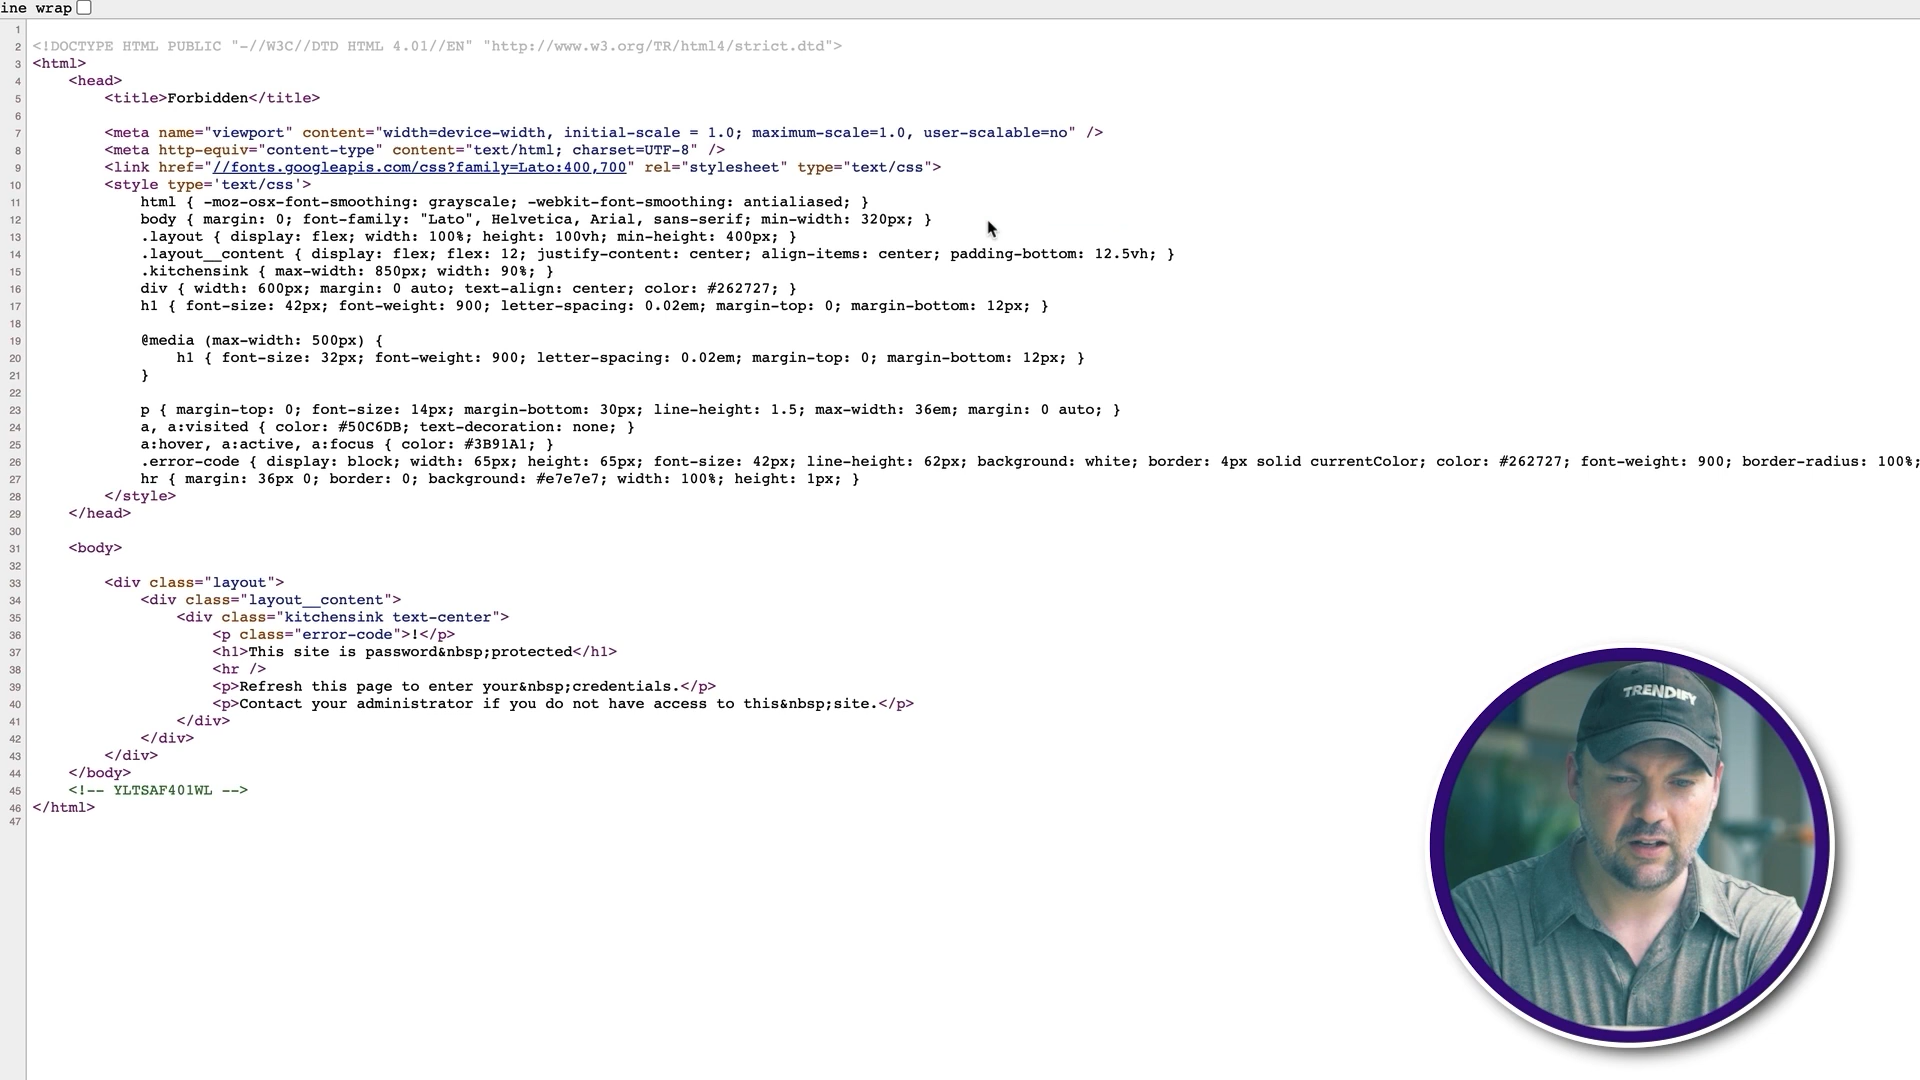 ine wrap
1
2 <!DOCTYPE HTML PUBLIC "-//W3C//DTD HTML 4.01//EN" "http://www.w3.org/TR/html4/strict.dtd">
3 <html>
4 <head>
5 <title>Forbidden</title>
6
7 <meta name="viewport" content="width=device-width, initial-scale = 1.0; maximum-scale=1.0, user-scalable=no" />
8 <meta http-equiv="content-type" content="text/html; charset=UTF-8" />
9 <link href="//fonts.googleapis.com/css?family=Lato:400,700" rel="stylesheet" type="text/css">
10 <style type='text/css'>
11 html { -moz-osx-font-smoothing: grayscale; -webkit-font-smoothing: antialiased; }
12 body { margin: 0; font-family: "Lato", Helvetica, Arial, sans-serif; min-width: 320px; }
13 .layout { display: flex; width: 100%; height: 100vh; min-height: 400px; }
14 .layout__content { display: flex; flex: 12; justify-content: center; align-items: center; padding-bottom: 12.5vh; }
15 .kitchensink { max-width: 850px; width: 90%; }
16 div { width: 600px; margin: 0 auto; text-align: center; color: #262727; }
17 h1 { font-size: 42px; font-weight: 900; letter-spacing: 0.02em; margin-top: 0; margin-bottom: 12px; }
18
19 @media (max-width: 500px) {
20 h1 { font-size: 32px; font-weight: 900; letter-spacing: 0.02em; margin-top: 0; margin-bottom: 12px; }
21 }
22
23 p { margin-top: 0; font-size: 14px; margin-bottom: 30px; line-height: 1.5; max-width: 36em; margin: 0 auto; }
24 a, a:visited { color: #50C6DB; text-decoration: none; }
25 a:hover, a:active, a:focus { color: #3B91A1; }
26 .error-code { display: block; width: 65px; height: 65px; font-size: 42px; line-height: 62px; background: white; border: 4px solid currentColor; color: #262727; font-weight: 900; border-radius: 100%;
27 hr { margin: 36px 0; border: 0; background: #e7e7e7; width: 100%; height: 1px; }
28 </style>
29 </head>
30
31 <body>
32
33 <div class="layout">
34 <div class="layout__content">
35 <div class="kitchensink text-center">
36 <p class="error-code">!</p>
37 <h1>This site is password&nbsp;protected</h1>
38 <hr />
39 <p>Refresh this page to enter your&nbsp;credentials.</p>
40 <p>Contact your administrator if you do not have access to this&nbsp;site.</p>
41 </div>
42 </div>
43 </div>
44 </body>
45 <!-- YLTSAF401WL -->
46 </html>
47
TRENDIFY